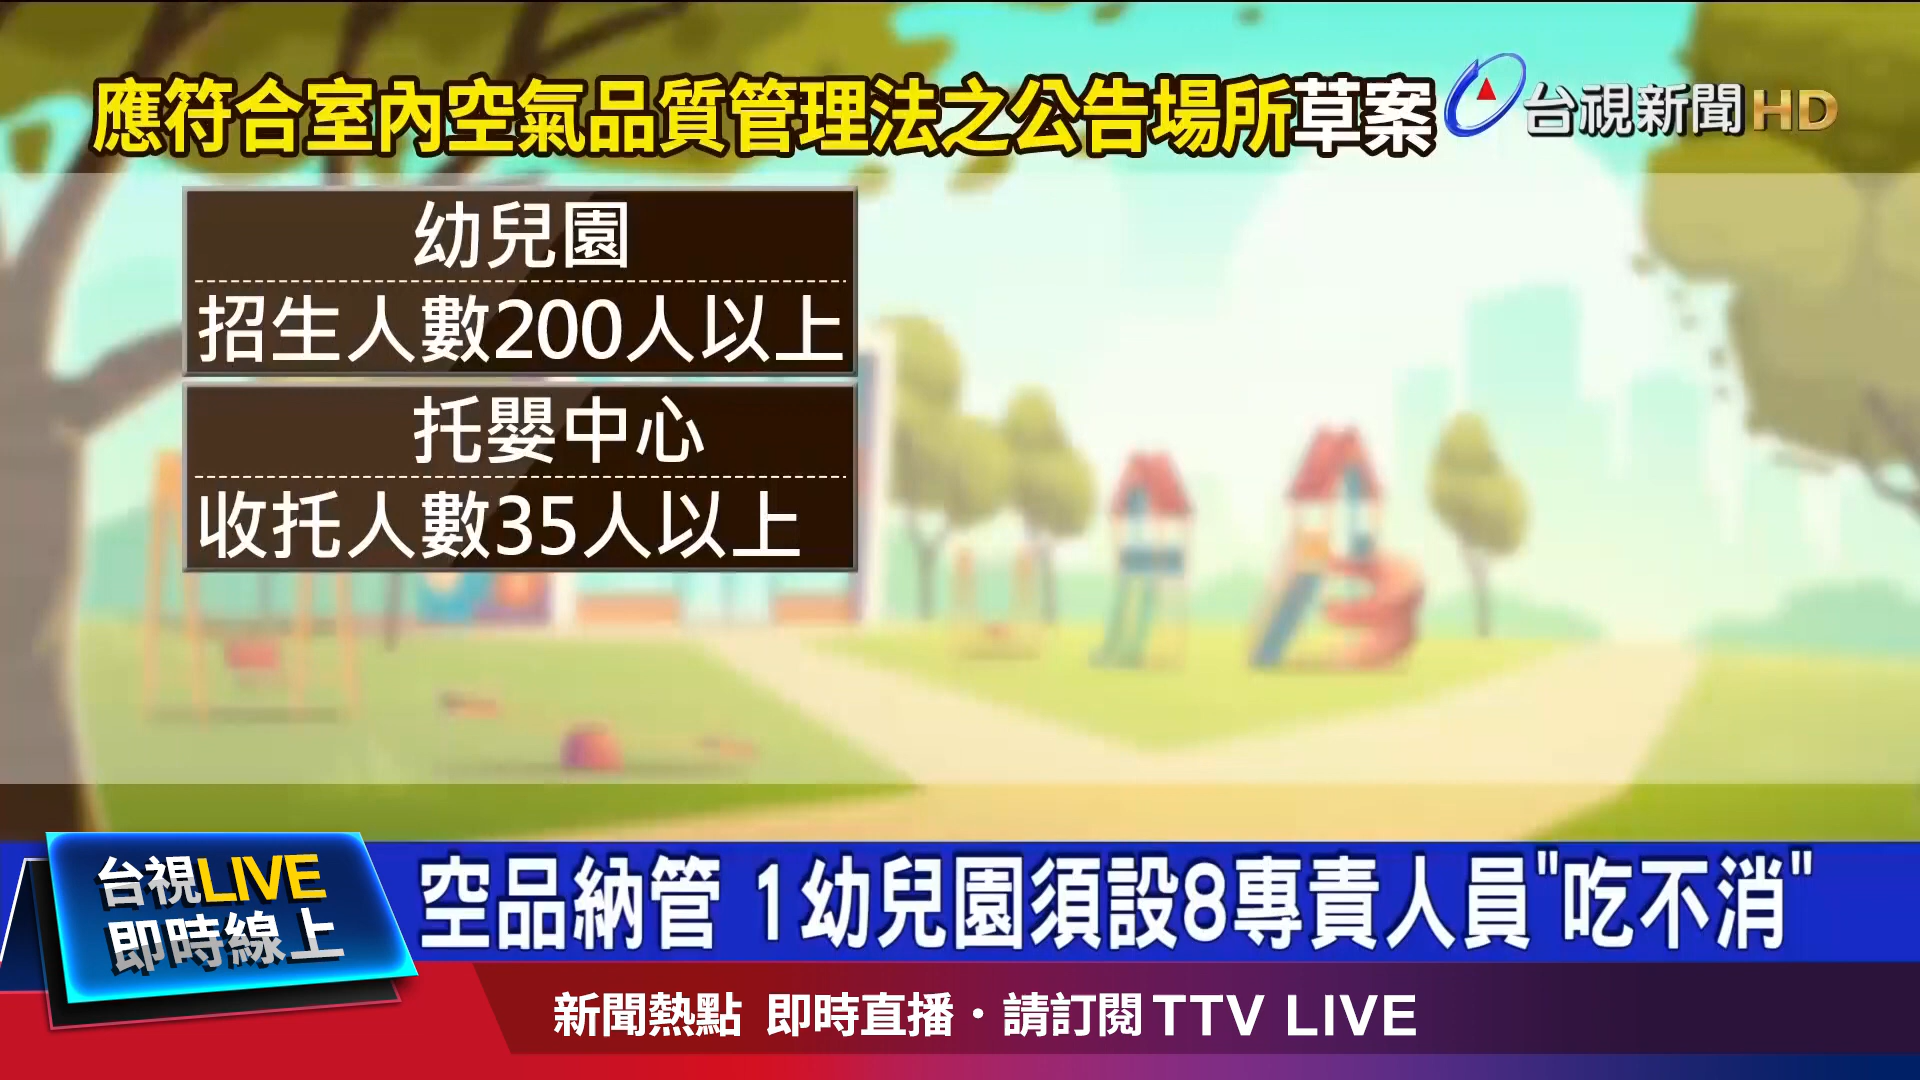 應符合室內空氣品質管理法之公告場所草案
台視新聞HD
幼兒園
招生人數200人以上
托嬰中心
收托人數35人以上
台視LIVE
即時線上
空品納管 1幼兒園須設8專責人員"吃不消"
新聞熱點 即時直播・請訂閱TTV LIVE